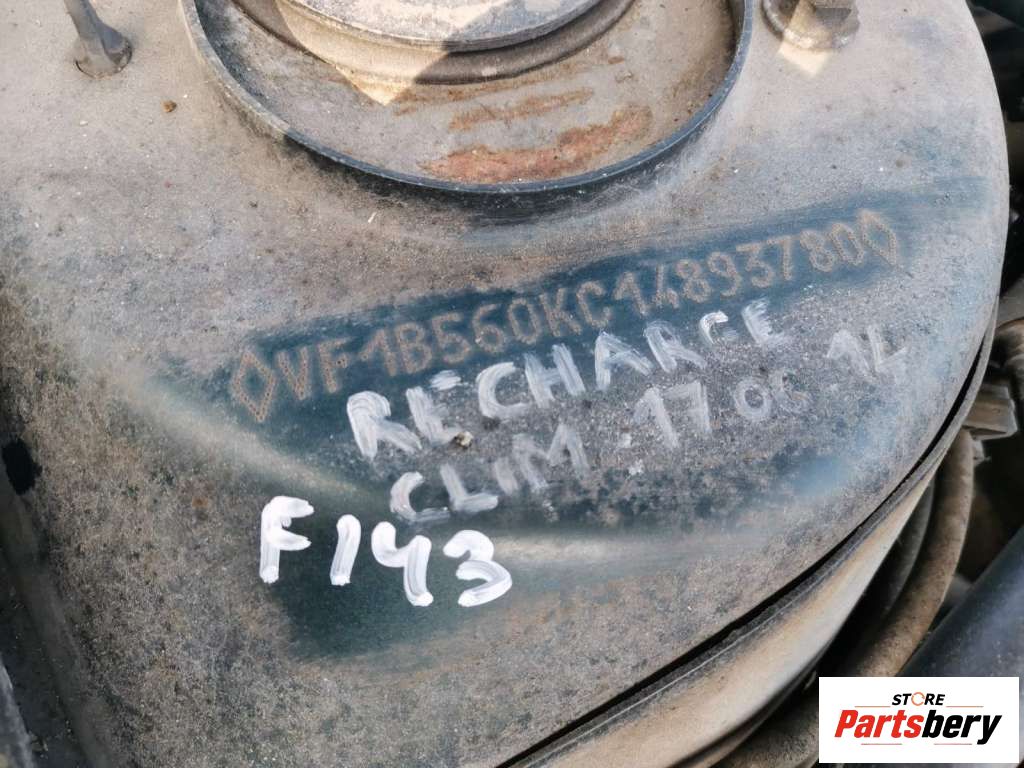 ◊VF1B560KC14893780◊
RECHARGE
CLIM .17 06 .14
F143
STORE
Partsbery